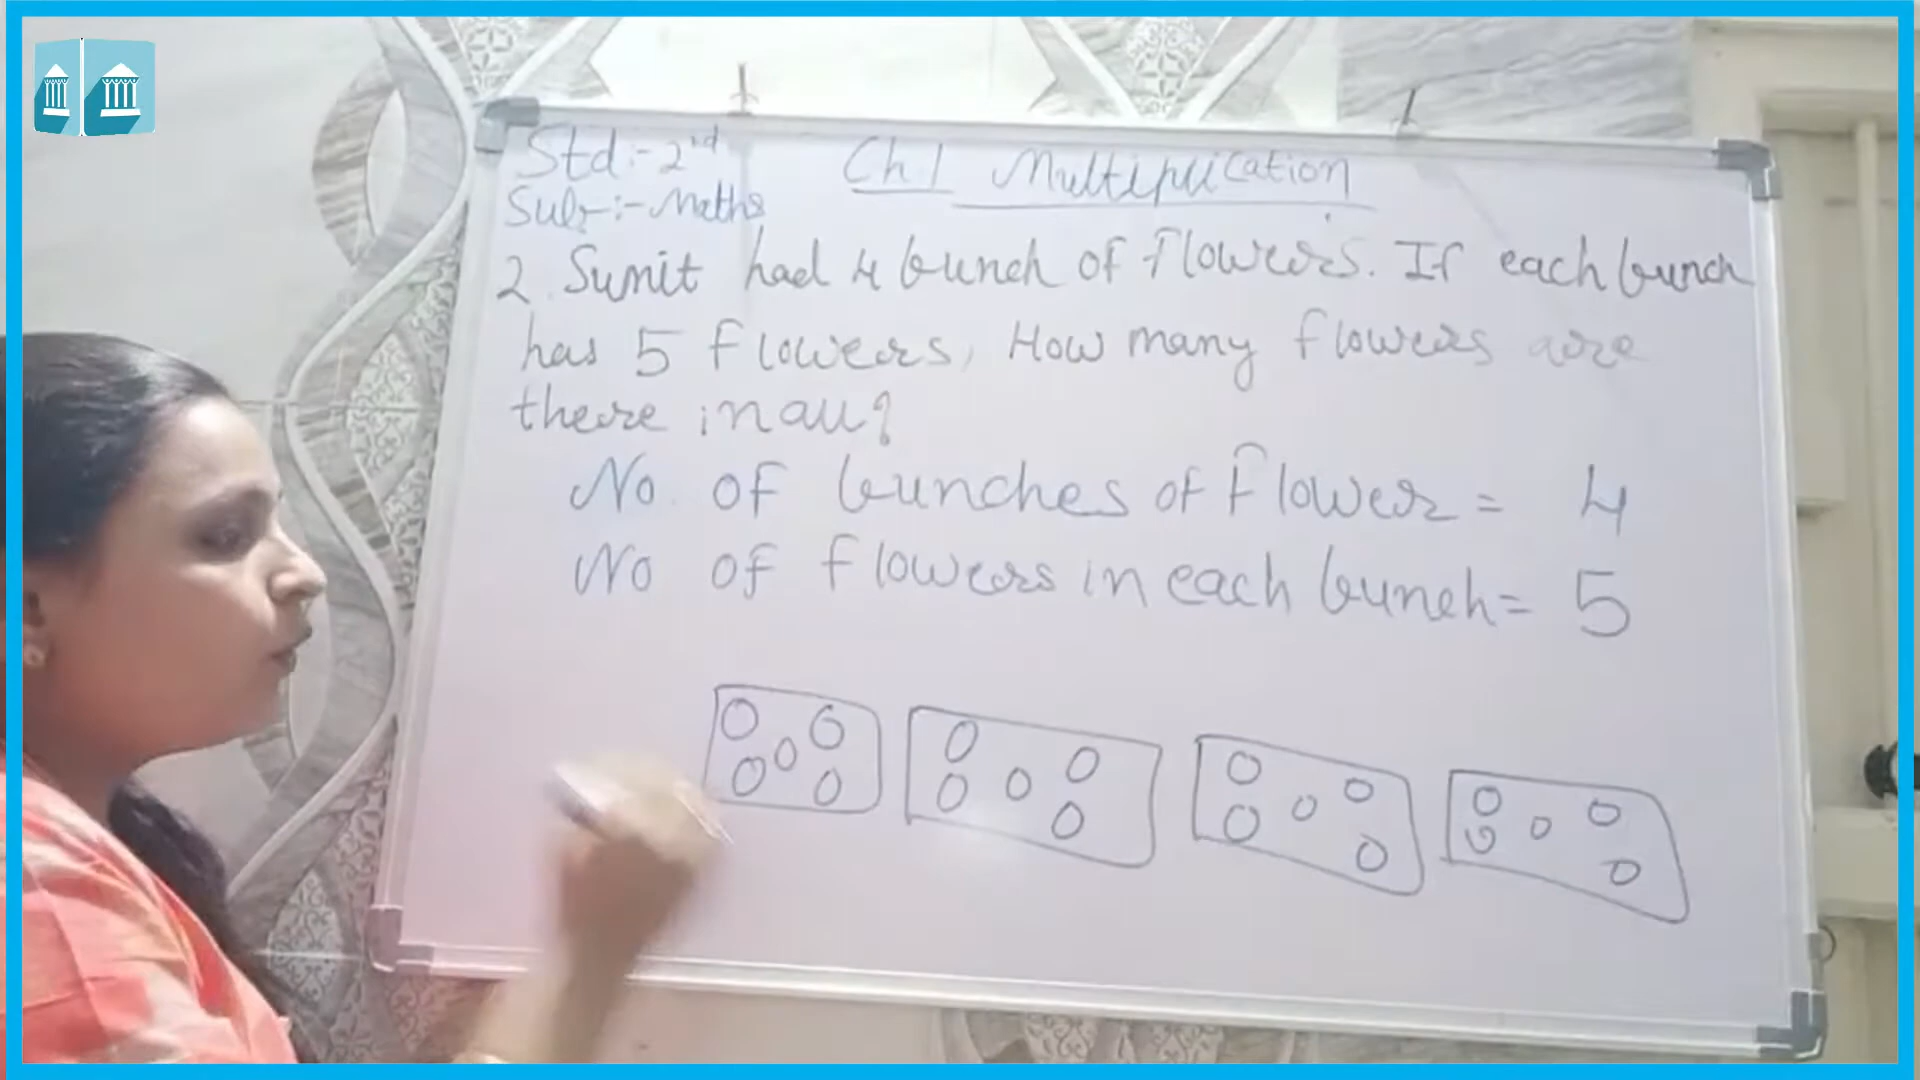 Std:- 2nd
Ch 1 Multiplication
Sub:- Maths
2. Sumit had 4 bunch of flowers. If each bunch
has 5 flowers, How many flowers are
there in all?
No. of bunches of Flower = 4
No of flowers in each bunch = 5